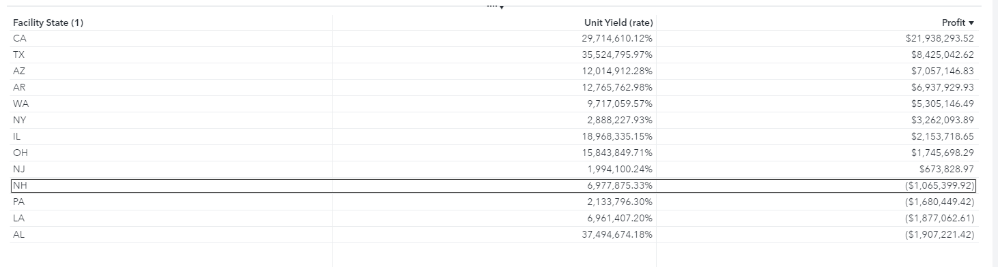 Facility State (1) Unit Yield (rate) Profit ▼
CA 29,714,610.12% $21,938,293.52
TX 35,524,795.97% $8,425,042.62
AZ 12,014,912.28% $7,057,146.83
AR 12,765,762.98% $6,937,929.93
WA 9,717,059.57% $5,305,146.49
NY 2,888,227.93% $3,262,093.89
IL 18,968,335.15% $2,153,718.65
OH 15,843,849.71% $1,745,698.29
NJ 1,994,100.24% $673,828.97
NH 6,977,875.33% ($1,065,399.92)
PA 2,133,796.30% ($1,680,449.42)
LA 6,961,407.20% ($1,877,062.61)
AL 37,494,674.18% ($1,907,221.42)